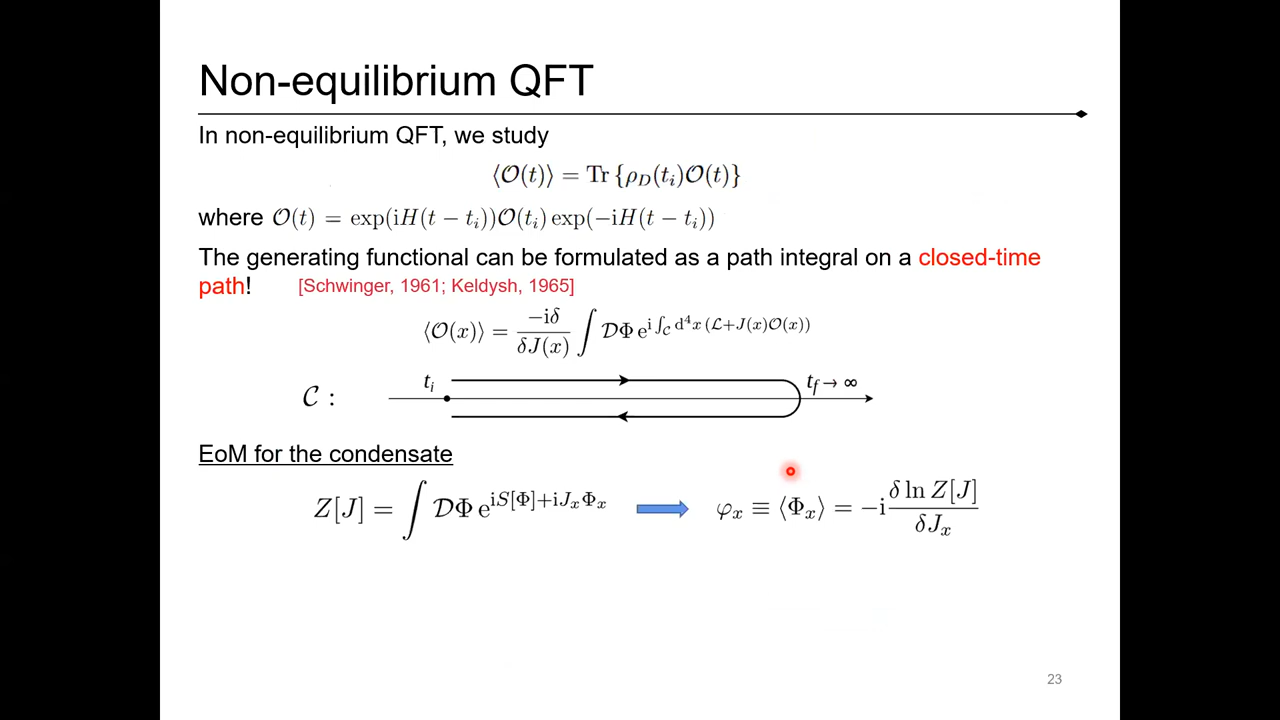 Non-equilibrium QFT
In non-equilibrium QFT, we study
⟨𝒪(t)⟩ = Tr {ρ_D(t_i)𝒪(t)}
where 𝒪(t) = exp(iH(t − t_i))𝒪(t_i) exp(−iH(t − t_i))
The generating functional can be formulated as a path integral on a closed-time
path! [Schwinger, 1961; Keldysh, 1965]
⟨𝒪(x)⟩ = −iδ/δJ(x) ∫ 𝒟Φ e^{i ∫_𝒞 d⁴x (ℒ+J(x)𝒪(x))}
t_i t_f → ∞
𝒞 :
EoM for the condensate
Z[J] = ∫ 𝒟Φ e^{iS[Φ]+iJ_xΦ_x} φ_x ≡ ⟨Φ_x⟩ = −i δ ln Z[J]/δJ_x
23